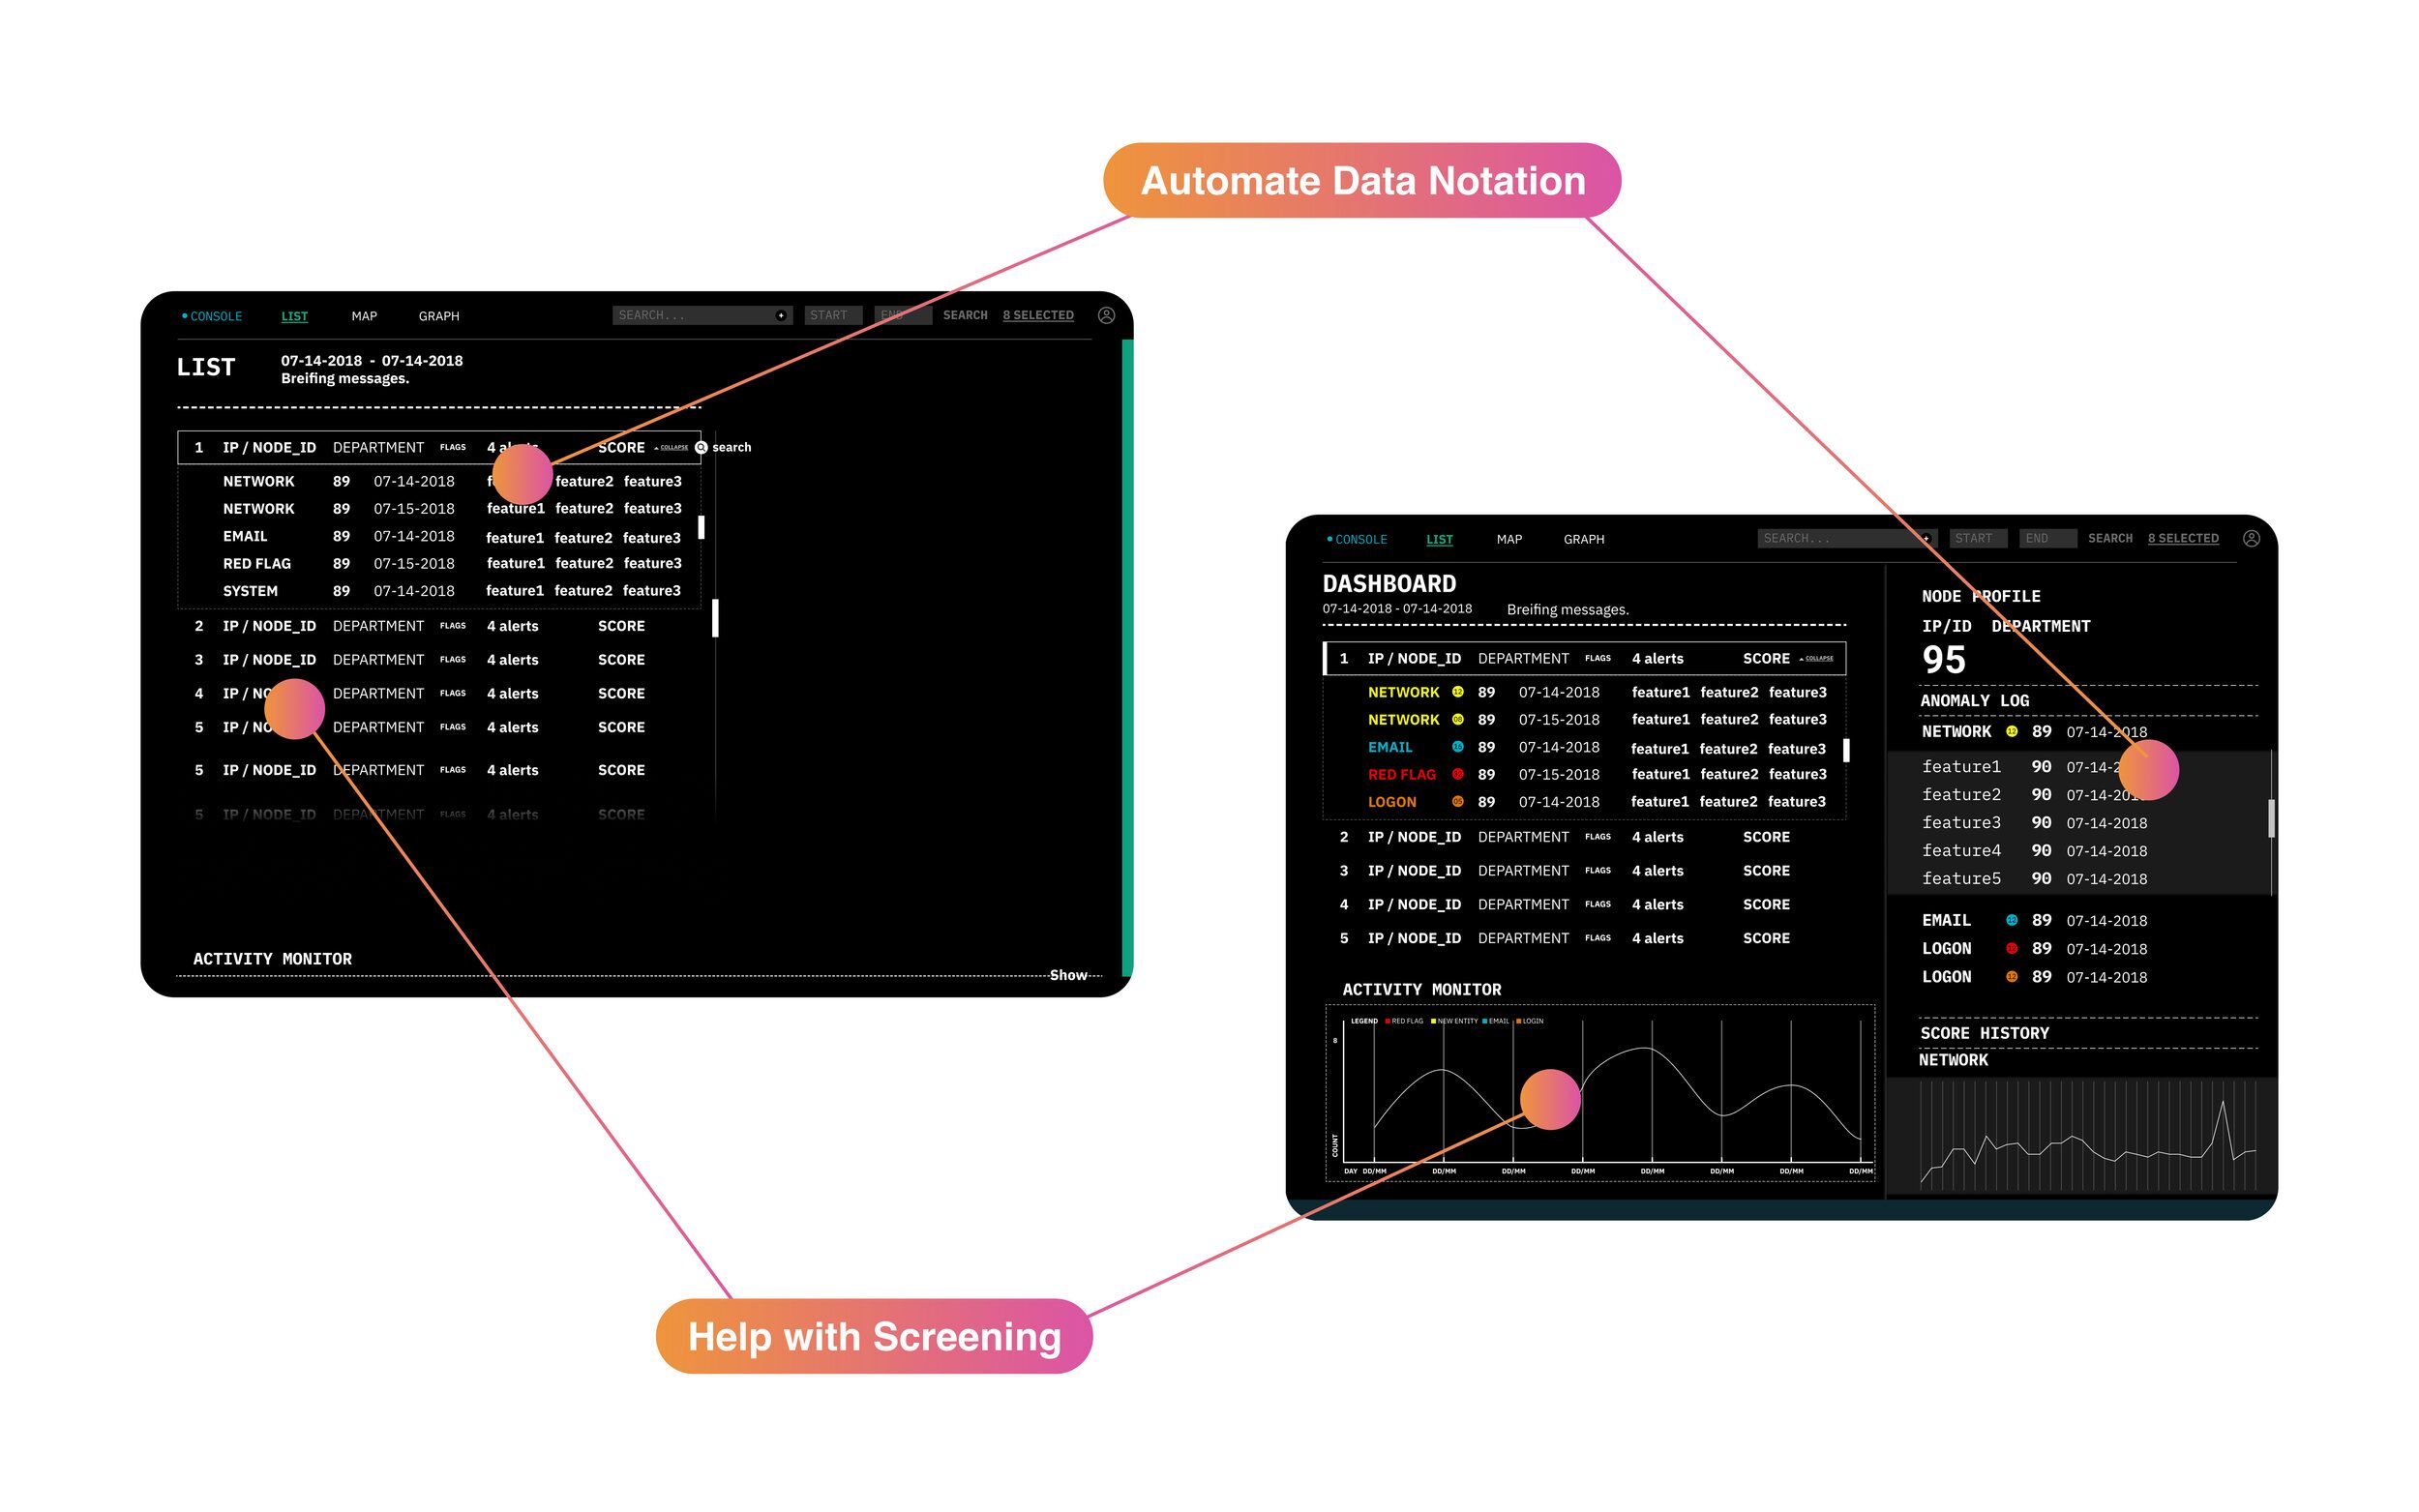 Automate Data Notation
CONSOLE LIST MAP GRAPH SEARCH... START END SEARCH 8 SELECTED
LIST 07-14-2018 - 07-14-2018
Breifing messages.
1 IP / NODE_ID DEPARTMENT FLAGS 4 alerts SCORE COLLAPSE search
NETWORK 89 07-14-2018 feature2 feature3
NETWORK 89 07-15-2018 feature1 feature2 feature3
EMAIL 89 07-14-2018 feature1 feature2 feature3
RED FLAG 89 07-15-2018 feature1 feature2 feature3
SYSTEM 89 07-14-2018 feature1 feature2 feature3
2 IP / NODE_ID DEPARTMENT FLAGS 4 alerts SCORE
3 IP / NODE_ID DEPARTMENT FLAGS 4 alerts SCORE
4 IP / DEPARTMENT FLAGS 4 alerts SCORE
5 IP / DEPARTMENT FLAGS 4 alerts SCORE
5 IP / NODE_ID DEPARTMENT FLAGS 4 alerts SCORE
5 IP / NODE_ID DEPARTMENT FLAGS 4 alerts SCORE
ACTIVITY MONITOR
Show
CONSOLE LIST MAP GRAPH SEARCH... START END SEARCH 8 SELECTED
DASHBOARD
07-14-2018 - 07-14-2018 Breifing messages.
1 IP / NODE_ID DEPARTMENT FLAGS 4 alerts SCORE COLLAPSE
NETWORK 12 89 07-14-2018 feature1 feature2 feature3
NETWORK 08 89 07-15-2018 feature1 feature2 feature3
EMAIL 89 07-14-2018 feature1 feature2 feature3
RED FLAG 89 07-15-2018 feature1 feature2 feature3
LOGON 89 07-14-2018 feature1 feature2 feature3
2 IP / NODE_ID DEPARTMENT FLAGS 4 alerts SCORE
3 IP / NODE_ID DEPARTMENT FLAGS 4 alerts SCORE
4 IP / NODE_ID DEPARTMENT FLAGS 4 alerts SCORE
5 IP / NODE_ID DEPARTMENT FLAGS 4 alerts SCORE
ACTIVITY MONITOR
LEGEND RED FLAG NEW ENTITY EMAIL LOGIN
8
COUNT
DAY DD/MM DD/MM DD/MM DD/MM DD/MM DD/MM DD/MM DD/MM
NODE PROFILE
IP/ID DEPARTMENT
95
ANOMALY LOG
NETWORK 12 89 07-14-2018
feature1 90
feature2 90 07-14-2018
feature3 90 07-14-2018
feature4 90 07-14-2018
feature5 90 07-14-2018
EMAIL 12 89 07-14-2018
LOGON 12 89 07-14-2018
LOGON 12 89 07-14-2018
SCORE HISTORY
NETWORK
Help with Screening